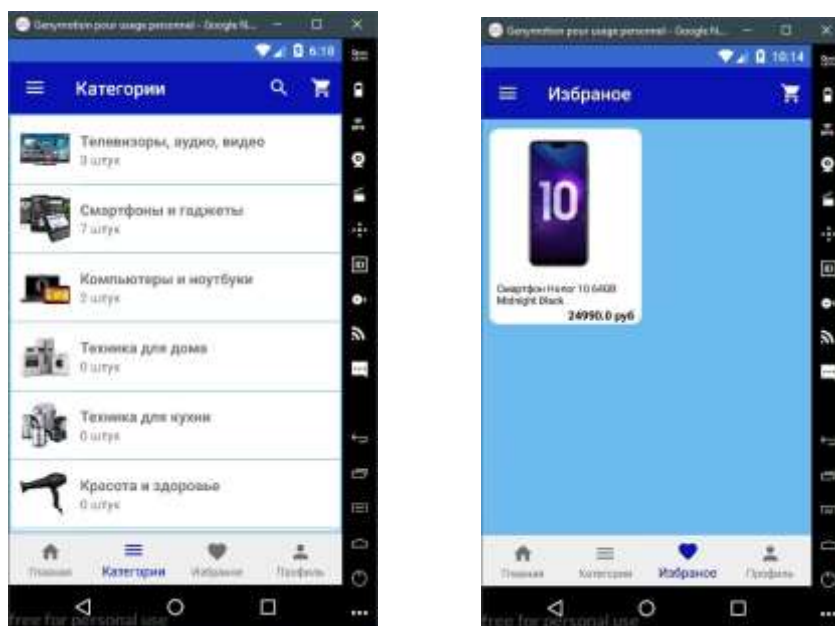 Genymotion pour usage personnel - Google N...
6:18
Категории
Телевизоры, аудио, видео
3 штук
Смартфоны и гаджеты
7 штук
Компьютеры и ноутбуки
2 штук
Техника для дома
0 штук
Техника для кухни
0 штук
Красота и здоровье
0 штук
Главная
Категории
Избраное
Профиль
free for personal use
Genymotion pour usage personnel - Google N...
10:14
Избраное
10
Смартфон Honor 10 64GB
Midnight Black
24990.0 руб
Главная
Категории
Избраное
Профиль
free for personal use